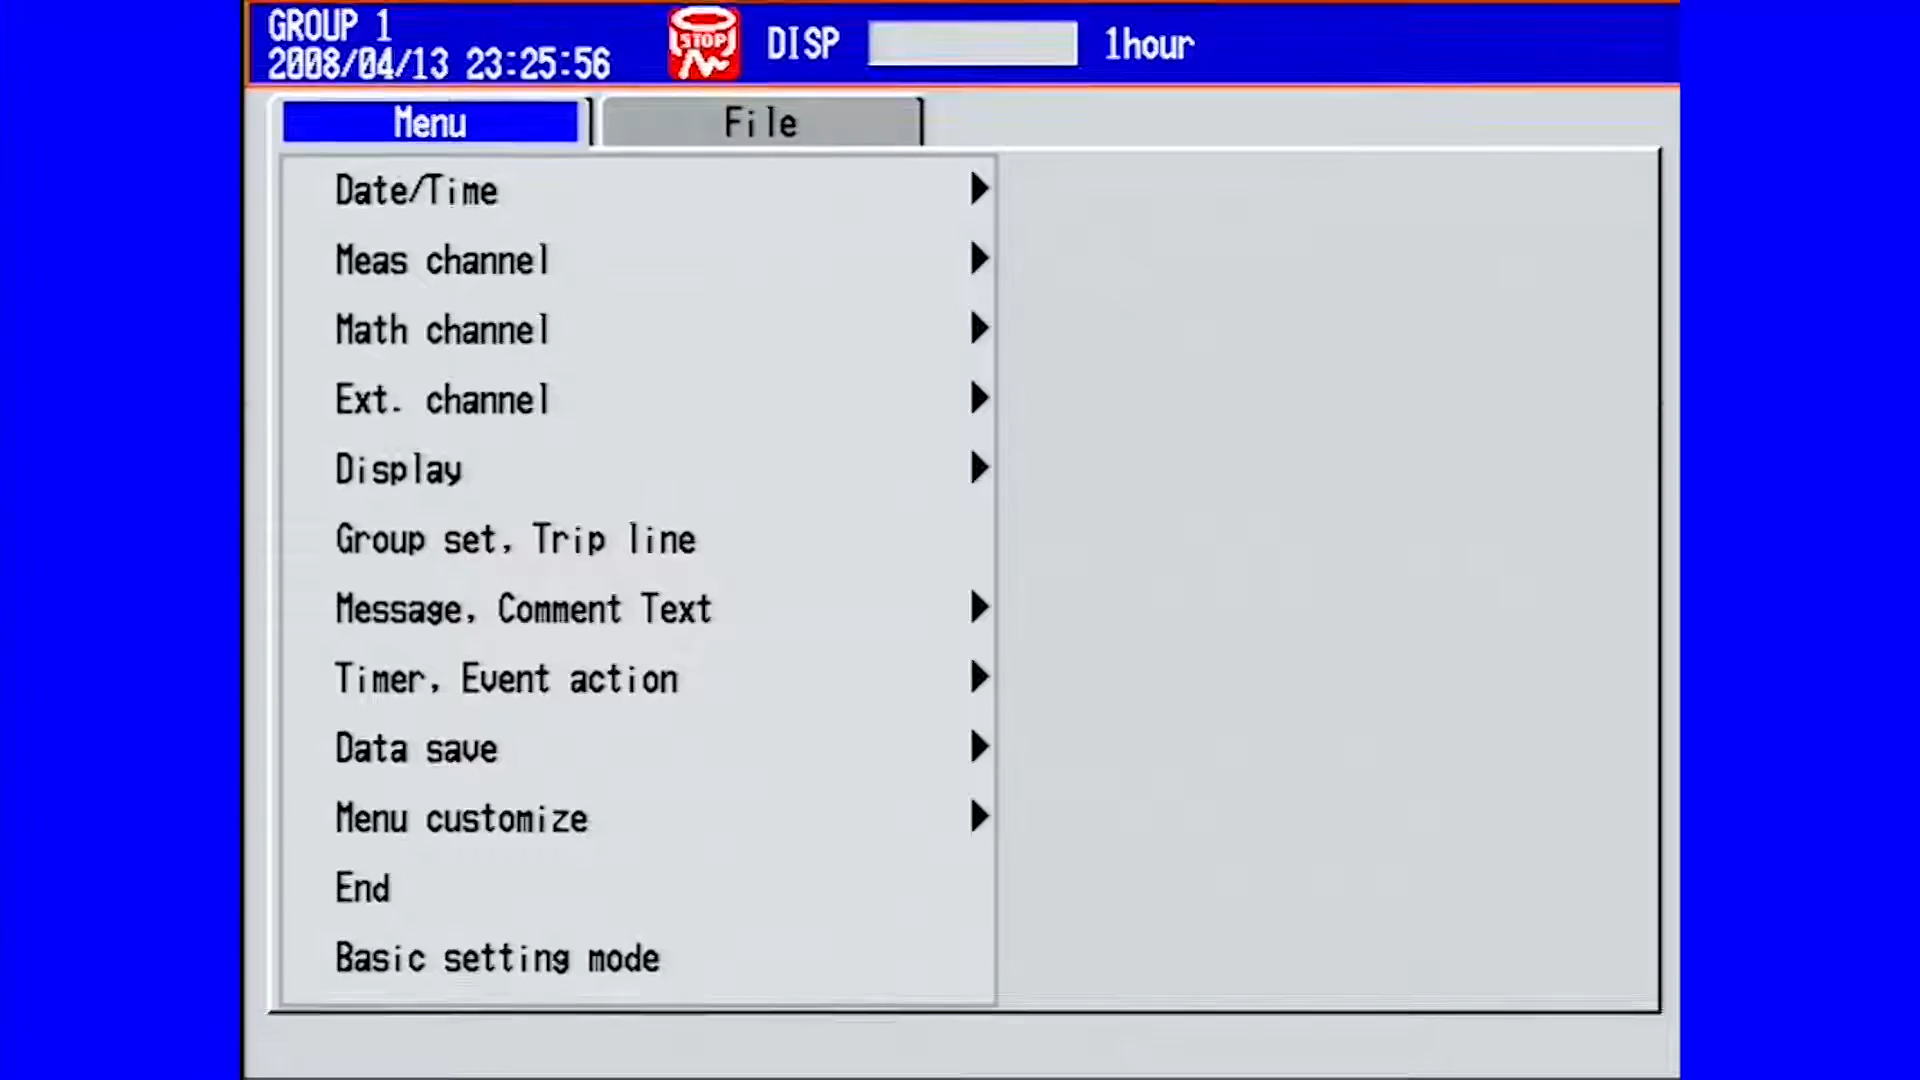 GROUP 1
2008/04/13 23:25:56
STOP
DISP
1hour
Menu
File
Date/Time
Meas channel
Math channel
Ext. channel
Display
Group set, Trip line
Message, Comment Text
Timer, Event action
Data save
Menu customize
End
Basic setting mode